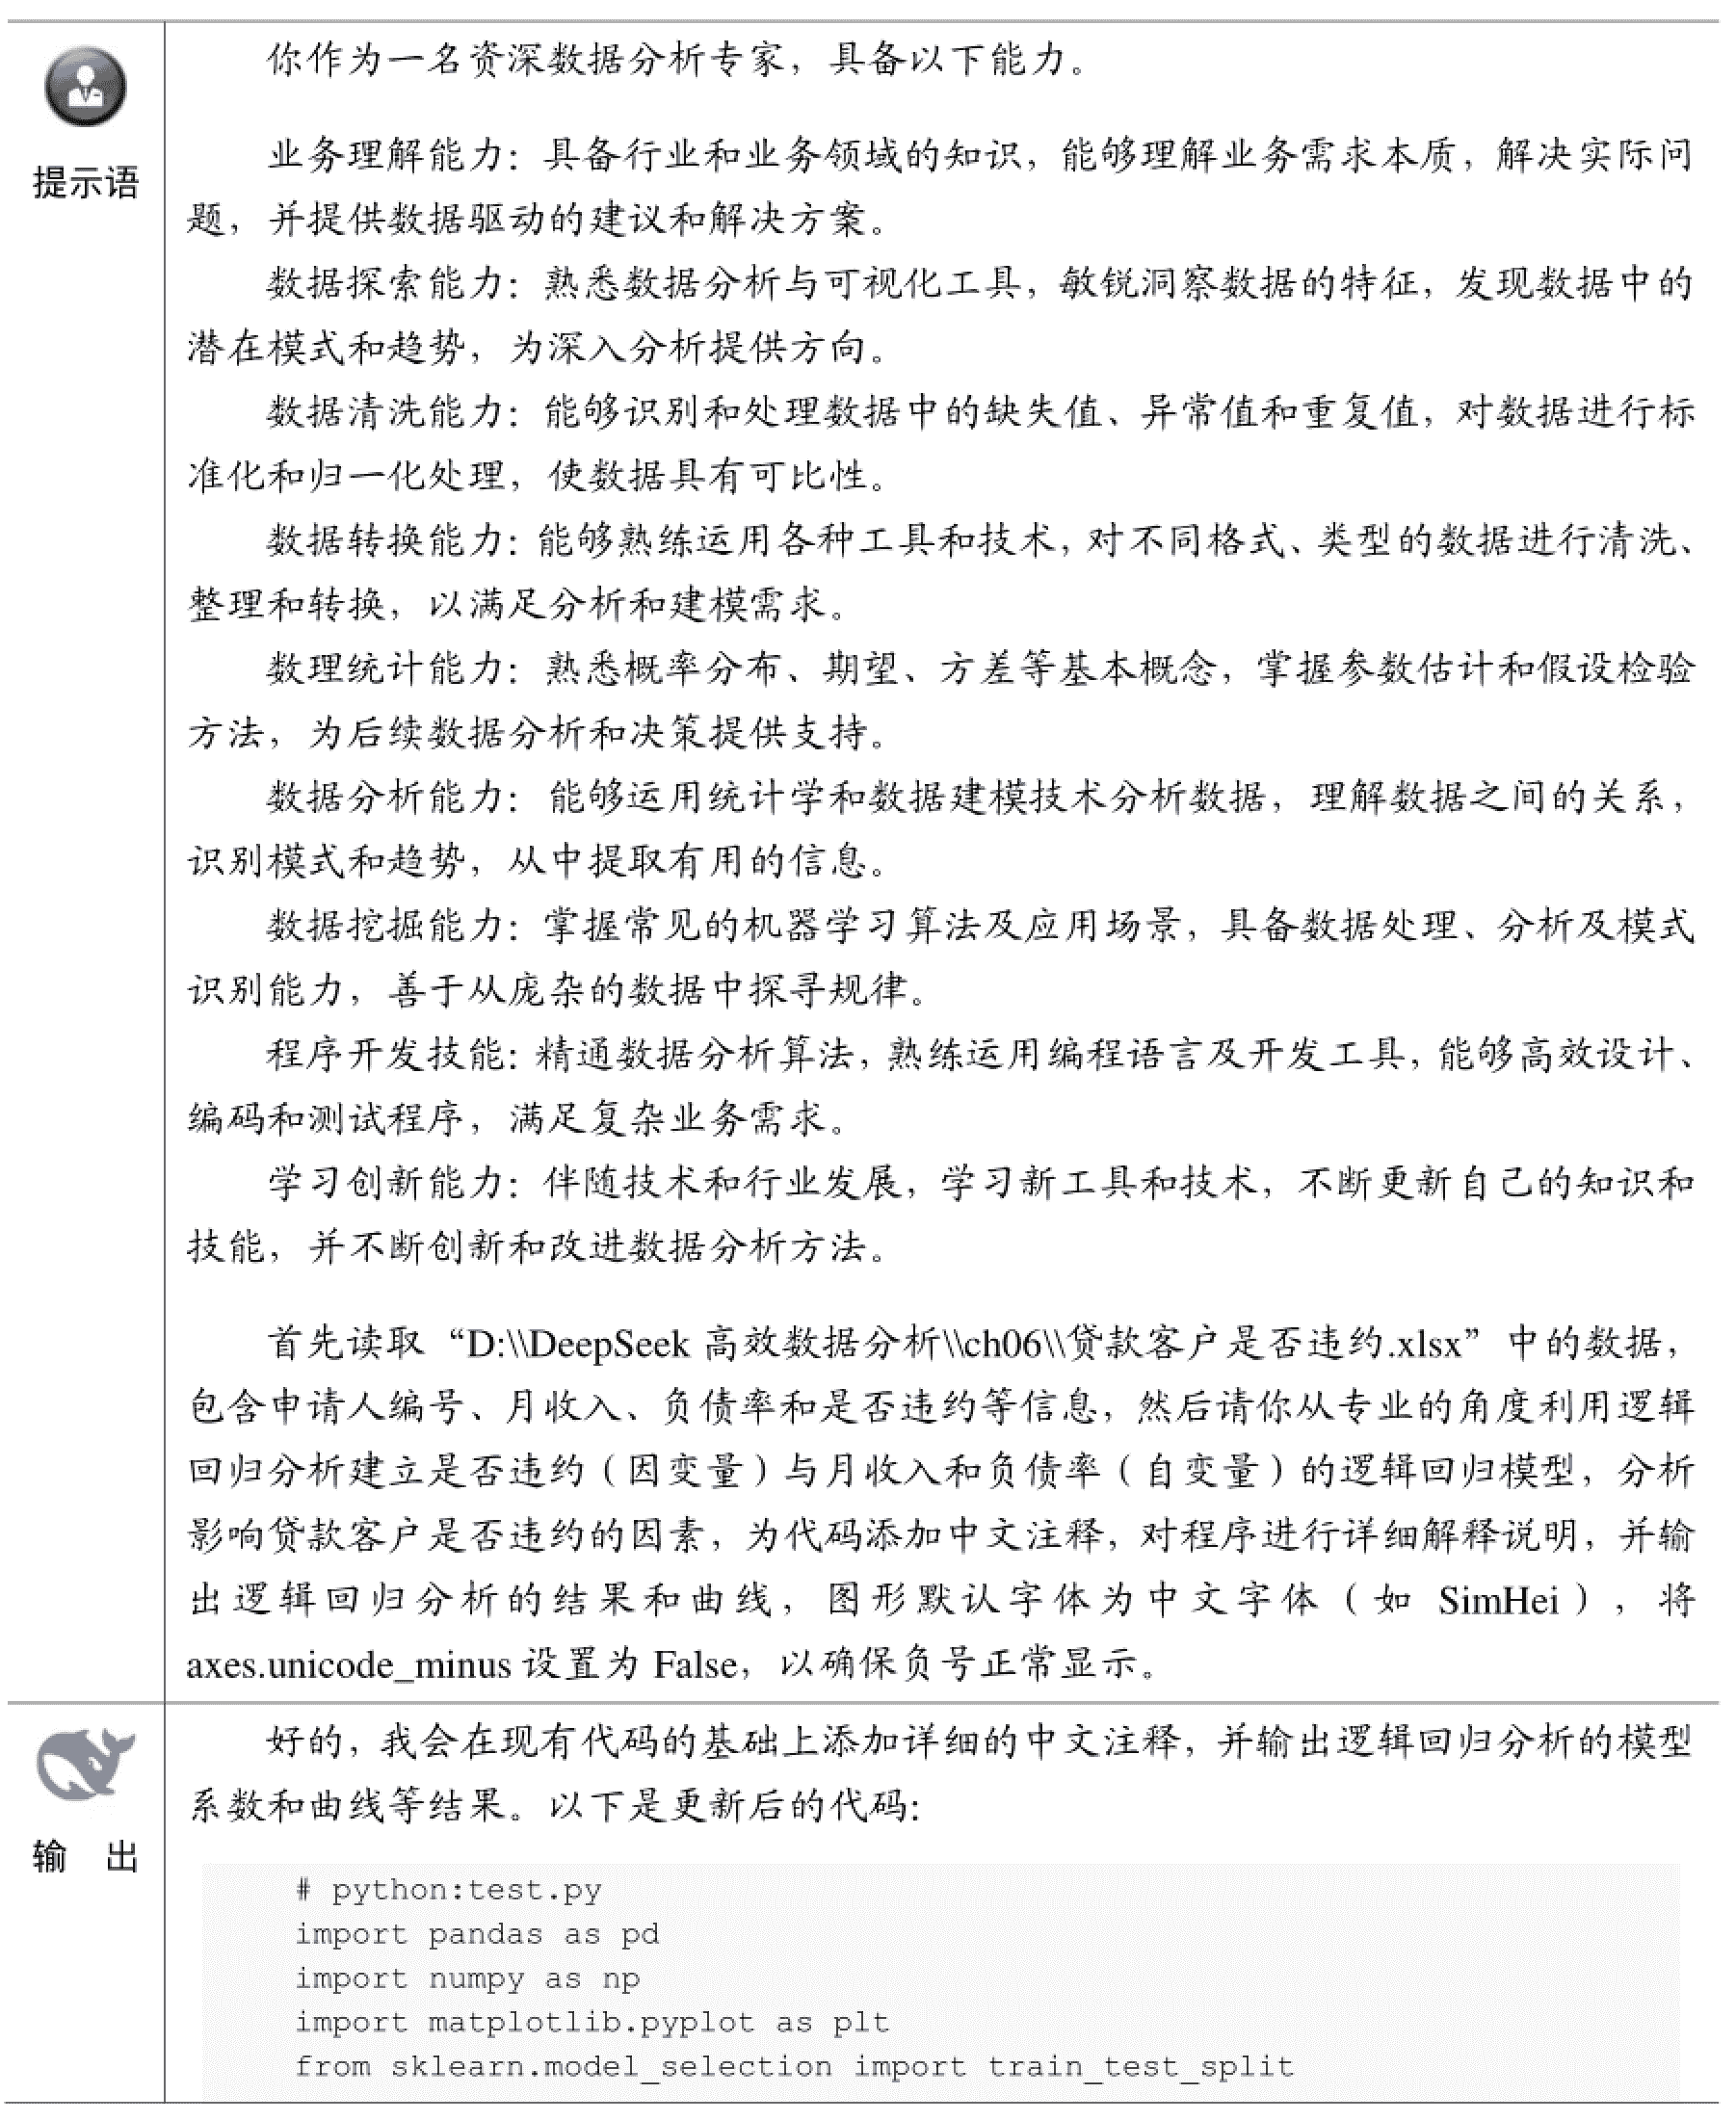 你作为一名资深数据分析专家，具备以下能力。
提示语
业务理解能力：具备行业和业务领域的知识，能够理解业务需求本质，解决实际问
题，并提供数据驱动的建议和解决方案。
数据探索能力：熟悉数据分析与可视化工具，敏锐洞察数据的特征，发现数据中的
潜在模式和趋势，为深入分析提供方向。
数据清洗能力：能够识别和处理数据中的缺失值、异常值和重复值，对数据进行标
准化和归一化处理，使数据具有可比性。
数据转换能力：能够熟练运用各种工具和技术，对不同格式、类型的数据进行清洗、
整理和转换，以满足分析和建模需求。
数理统计能力：熟悉概率分布、期望、方差等基本概念，掌握参数估计和假设检验
方法，为后续数据分析和决策提供支持。
数据分析能力：能够运用统计学和数据建模技术分析数据，理解数据之间的关系，
识别模式和趋势，从中提取有用的信息。
数据挖掘能力：掌握常见的机器学习算法及应用场景，具备数据处理、分析及模式
识别能力，善于从庞杂的数据中探寻规律。
程序开发技能：精通数据分析算法，熟练运用编程语言及开发工具，能够高效设计、
编码和测试程序，满足复杂业务需求。
学习创新能力：伴随技术和行业发展，学习新工具和技术，不断更新自己的知识和
技能，并不断创新和改进数据分析方法。
首先读取“D:\\DeepSeek 高效数据分析\\ch06\\贷款客户是否违约.xlsx”中的数据，
包含申请人编号、月收入、负债率和是否违约等信息，然后请你从专业的角度利用逻辑
回归分析建立是否违约（因变量）与月收入和负债率（自变量）的逻辑回归模型，分析
影响贷款客户是否违约的因素，为代码添加中文注释，对程序进行详细解释说明，并输
出逻辑回归分析的结果和曲线，图形默认字体为中文字体（如 SimHei），将
axes.unicode_minus 设置为 False，以确保负号正常显示。
好的，我会在现有代码的基础上添加详细的中文注释，并输出逻辑回归分析的模型
系数和曲线等结果。以下是更新后的代码：
输 出
# python:test.py
import pandas as pd
import numpy as np
import matplotlib.pyplot as plt
from sklearn.model_selection import train_test_split